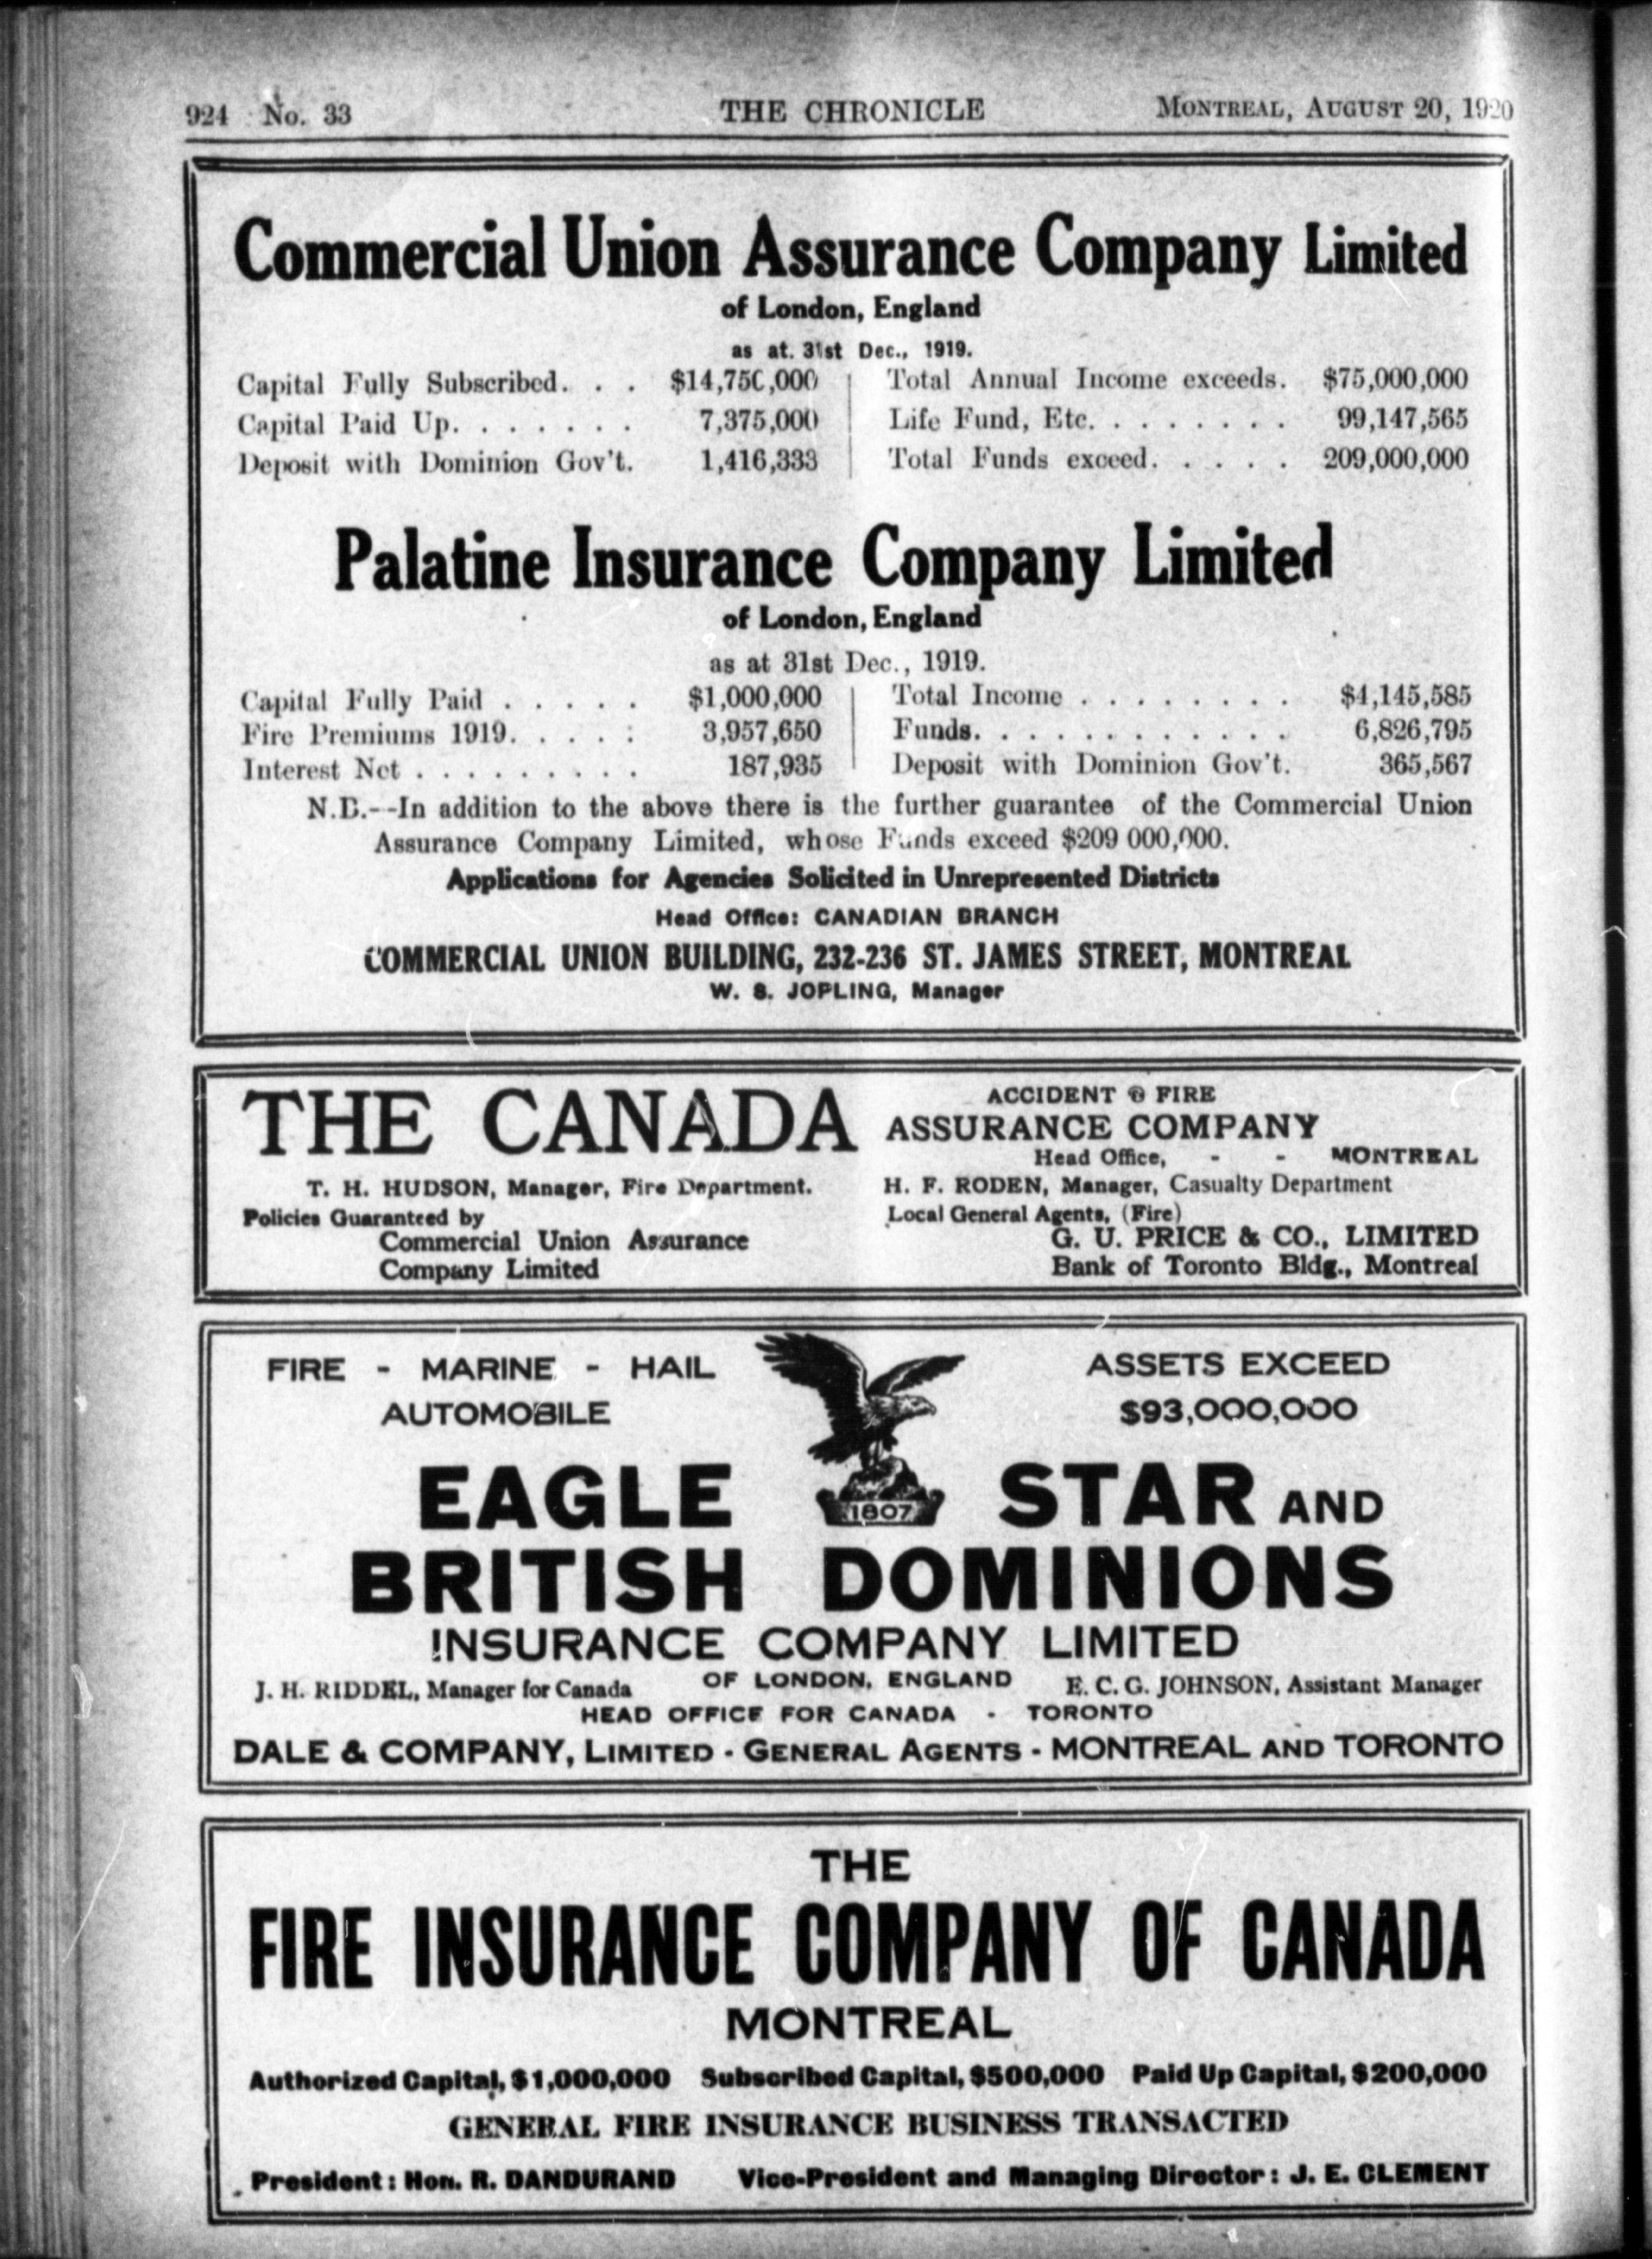 924 No. 33 THE CHRONICLE MONTREAL, AUGUST 20, 1920
Commercial Union Assurance Company Limited
of London, England
as at. 31st Dec., 1919.
Capital Fully Subscribed. . . $14,750,000 Total Annual Income exceeds. $75,000,000
Capital Paid Up. . . . . . . 7,375,000 Life Fund, Etc. . . . . . . . 99,147,565
Deposit with Dominion Gov't. 1,416,333 Total Funds exceed. . . . . 209,000,000
Palatine Insurance Company Limited
of London, England
as at 31st Dec., 1919.
Capital Fully Paid . . . . . $1,000,000 Total Income . . . . . . . . $4,145,585
Fire Premiums 1919. . . . : 3,957,650 Funds. . . . . . . . . . . . 6,826,795
Interest Net . . . . . . . . . 187,935 Deposit with Dominion Gov't. 365,567
N.B.--In addition to the above there is the further guarantee of the Commercial Union
Assurance Company Limited, whose Funds exceed $209 000,000.
Applications for Agencies Solicited in Unrepresented Districts
Head Office: CANADIAN BRANCH
COMMERCIAL UNION BUILDING, 232-236 ST. JAMES STREET, MONTREAL
W. S. JOPLING, Manager
THE CANADA
ACCIDENT & FIRE
ASSURANCE COMPANY
Head Office, - - MONTREAL
T. H. HUDSON, Manager, Fire Department. H. F. RODEN, Manager, Casualty Department
Policies Guaranteed by
Commercial Union Assurance
Company Limited
Local General Agents, (Fire)
G. U. PRICE & CO., LIMITED
Bank of Toronto Bldg., Montreal
FIRE - MARINE - HAIL
AUTOMOBILE
ASSETS EXCEED
$93,000,000
EAGLE 1807 STAR AND
BRITISH DOMINIONS
INSURANCE COMPANY LIMITED
J. H. RIDDEL, Manager for Canada OF LONDON, ENGLAND E. C. G. JOHNSON, Assistant Manager
HEAD OFFICE FOR CANADA - TORONTO
DALE & COMPANY, LIMITED - GENERAL AGENTS - MONTREAL AND TORONTO
THE
FIRE INSURANCE COMPANY OF CANADA
MONTREAL
Authorized Capital, $1,000,000 Subscribed Capital, $500,000 Paid Up Capital, $200,000
GENERAL FIRE INSURANCE BUSINESS TRANSACTED
President: Hon. R. DANDURAND Vice-President and Managing Director: J. E. CLEMENT